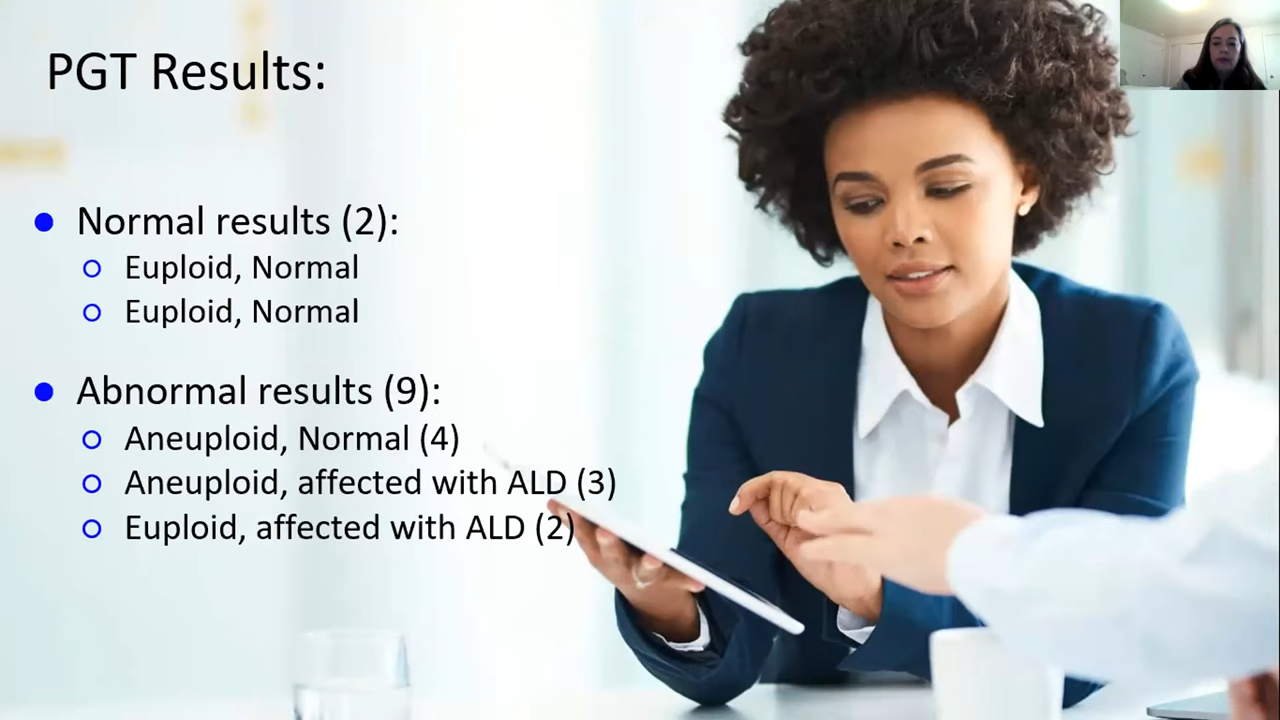 PGT Results:
Normal results (2):
Euploid, Normal
Euploid, Normal
Abnormal results (9):
Aneuploid, Normal (4)
Aneuploid, affected with ALD (3)
Euploid, affected with ALD (2)